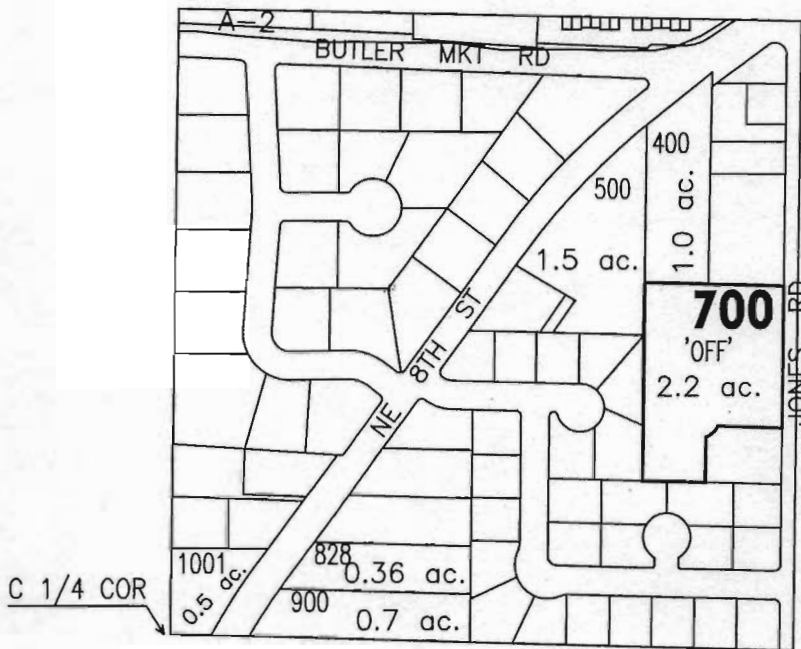 A-2
BUTLER MKT RD
400
1.0 ac.
500
1.5 ac.
700
'OFF'
2.2 ac.
JONES RD
NE 8TH ST
1001
0.5 ac.
828
0.36 ac.
900
0.7 ac.
C 1/4 COR